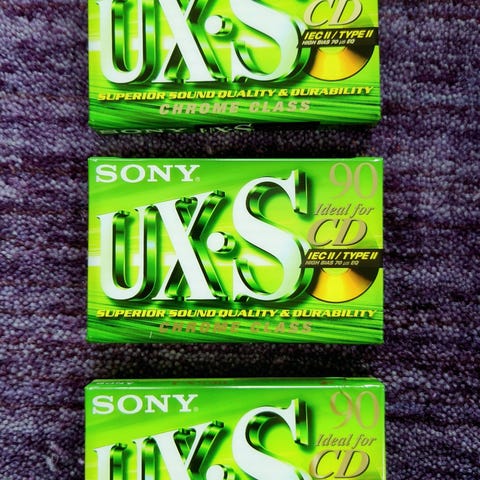 UX·S
CD
IEC II / TYPE II
HIGH BIAS 70 μs EQ
SUPERIOR SOUND QUALITY & DURABILITY
CHROME CLASS
SONY UX·S
SONY®
90
Ideal for
CD
UX·S
IEC II / TYPE II
HIGH BIAS 70 μs EQ
SUPERIOR SOUND QUALITY & DURABILITY
CHROME CLASS
SONY®
90
Ideal for
CD
UX·S